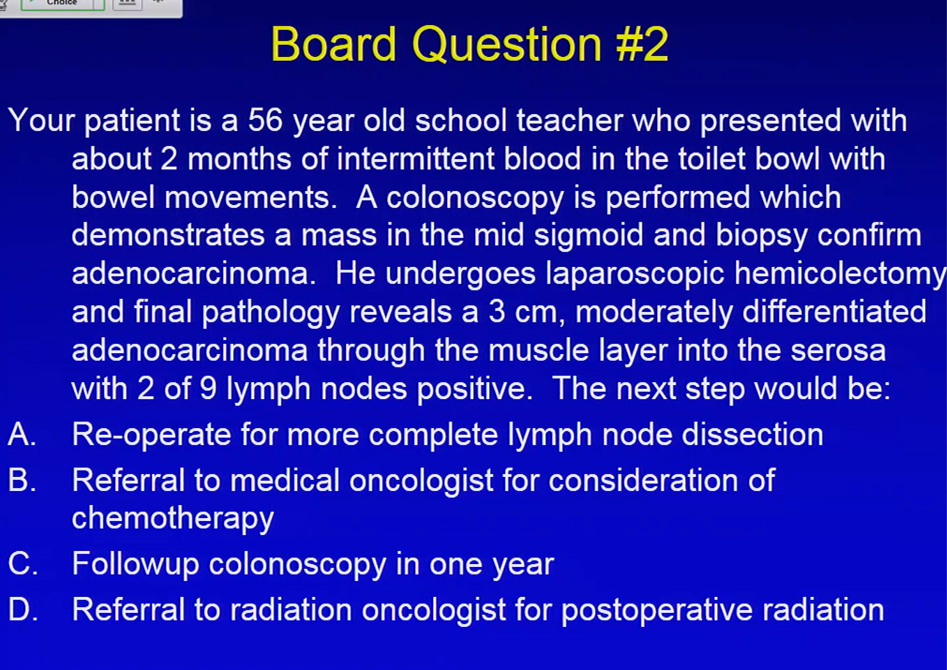 Choice
Board Question #2
Your patient is a 56 year old school teacher who presented with
about 2 months of intermittent blood in the toilet bowl with
bowel movements. A colonoscopy is performed which
demonstrates a mass in the mid sigmoid and biopsy confirm
adenocarcinoma. He undergoes laparoscopic hemicolectomy
and final pathology reveals a 3 cm, moderately differentiated
adenocarcinoma through the muscle layer into the serosa
with 2 of 9 lymph nodes positive. The next step would be:
A. Re-operate for more complete lymph node dissection
B. Referral to medical oncologist for consideration of
chemotherapy
C. Followup colonoscopy in one year
D. Referral to radiation oncologist for postoperative radiation